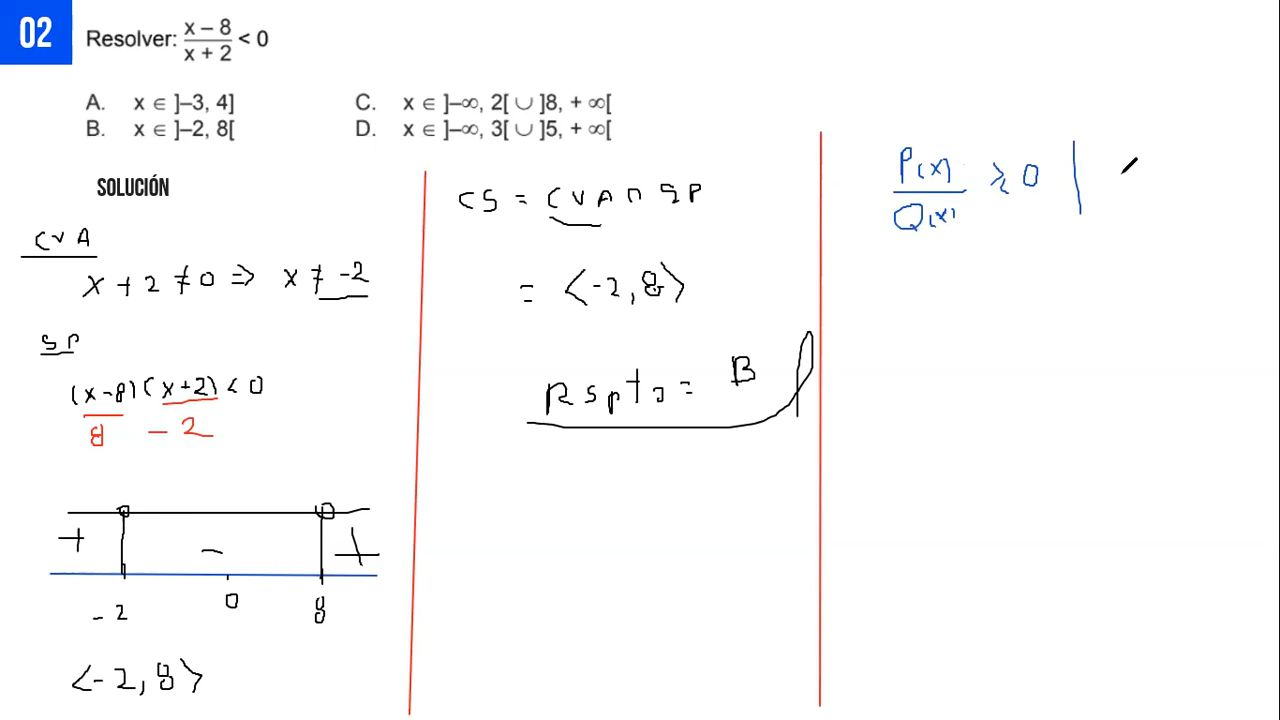 02
Resolver: x – 8 / x + 2 < 0
A. x ∈ ]–3, 4]
B. x ∈ ]–2, 8[
C. x ∈ ]–∞, 2[ ∪ ]8, + ∞[
D. x ∈ ]–∞, 3[ ∪ ]5, + ∞[
SOLUCIÓN
CVA
x + 2 ≠ 0 ⇒ x ≠ -2
SP
(x-8)(x+2) < 0
8 -2
+ - +
-2 0 8
<-2,8>
CS = CVA ∩ SP
= <-2,8>
Rspta = B
P(x) / Q(x) ≥ 0